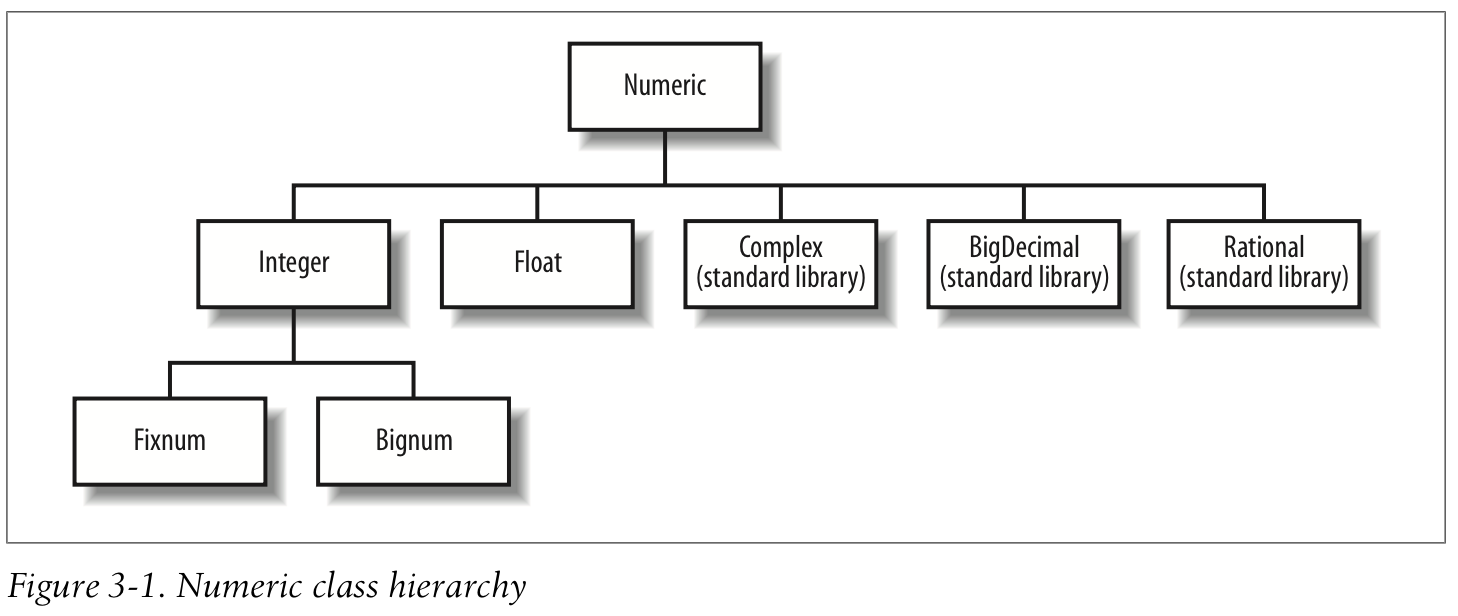 Numeric
Integer
Float
Complex
(standard library)
BigDecimal
(standard library)
Rational
(standard library)
Fixnum
Bignum
Figure 3-1. Numeric class hierarchy